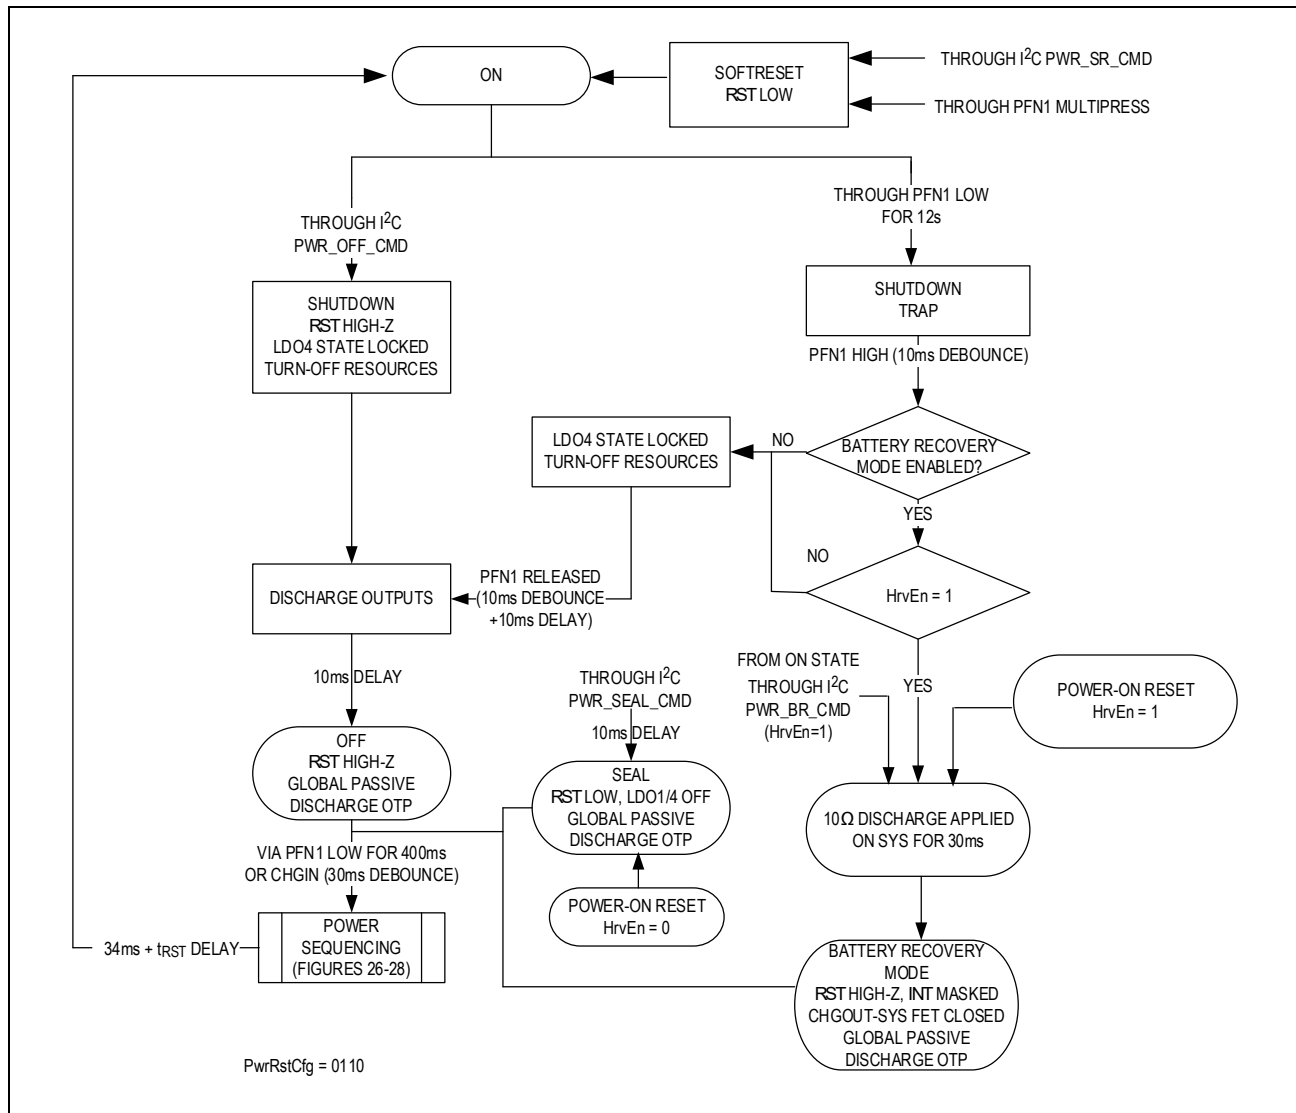 ON
SOFTRESET
RST LOW
THROUGH I2C PWR_SR_CMD
THROUGH PFN1 MULTIPRESS
THROUGH I2C
PWR_OFF_CMD
THROUGH PFN1 LOW
FOR 12s
SHUTDOWN
RST HIGH-Z
LDO4 STATE LOCKED
TURN-OFF RESOURCES
SHUTDOWN
TRAP
PFN1 HIGH (10ms DEBOUNCE)
LDO4 STATE LOCKED
TURN-OFF RESOURCES
NO
BATTERY RECOVERY
MODE ENABLED?
YES
NO
HrvEn = 1
DISCHARGE OUTPUTS
PFN1 RELEASED
(10ms DEBOUNCE
+10ms DELAY)
10ms DELAY
THROUGH I2C
PWR_SEAL_CMD
10ms DELAY
FROM ON STATE
THROUGH I2C
PWR_BR_CMD
(HrvEn=1)
YES
POWER-ON RESET
HrvEn = 1
OFF
RST HIGH-Z
GLOBAL PASSIVE
DISCHARGE OTP
SEAL
RST LOW, LDO1/4 OFF
GLOBAL PASSIVE
DISCHARGE OTP
10Ω DISCHARGE APPLIED
ON SYS FOR 30ms
VIA PFN1 LOW FOR 400ms
OR CHGIN (30ms DEBOUNCE)
POWER-ON RESET
HrvEn = 0
34ms + tRST DELAY
POWER
SEQUENCING
(FIGURES 26-28)
BATTERY RECOVERY
MODE
RST HIGH-Z, INT MASKED
CHGOUT-SYS FET CLOSED
GLOBAL PASSIVE
DISCHARGE OTP
PwrRstCfg = 0110